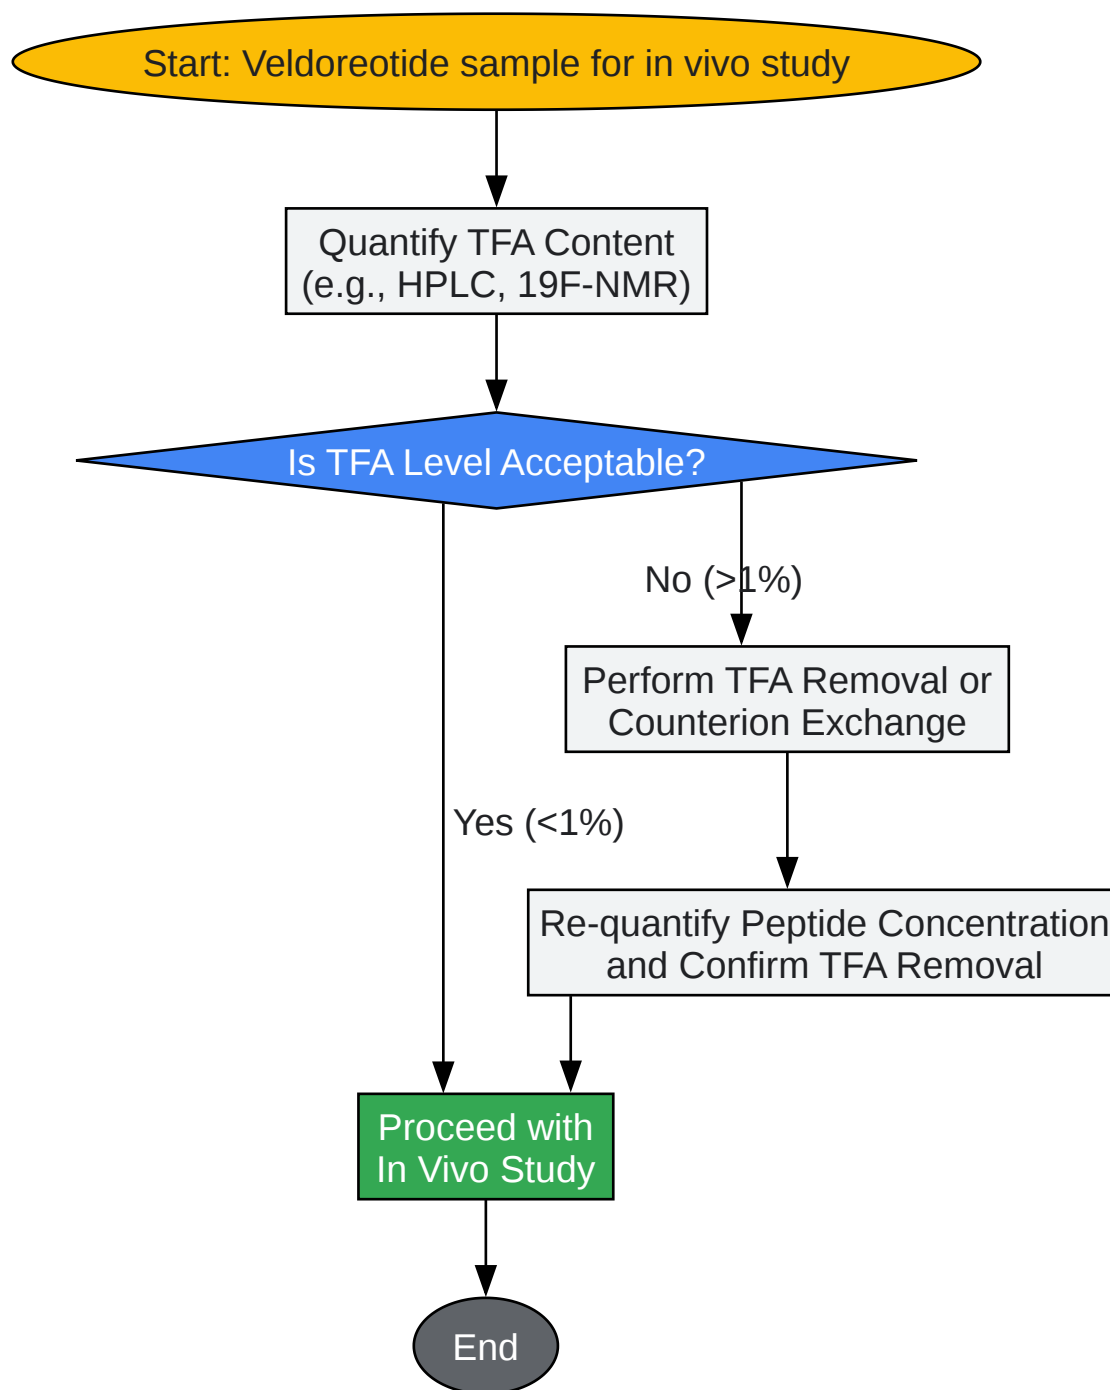 Start: Veldoreotide sample for in vivo study
Quantify TFA Content
(e.g., HPLC, 19F-NMR)
Is TFA Level Acceptable?
No (>1%)
Perform TFA Removal or
Counterion Exchange
Yes (<1%)
Re-quantify Peptide Concentration
and Confirm TFA Removal
Proceed with
In Vivo Study
End